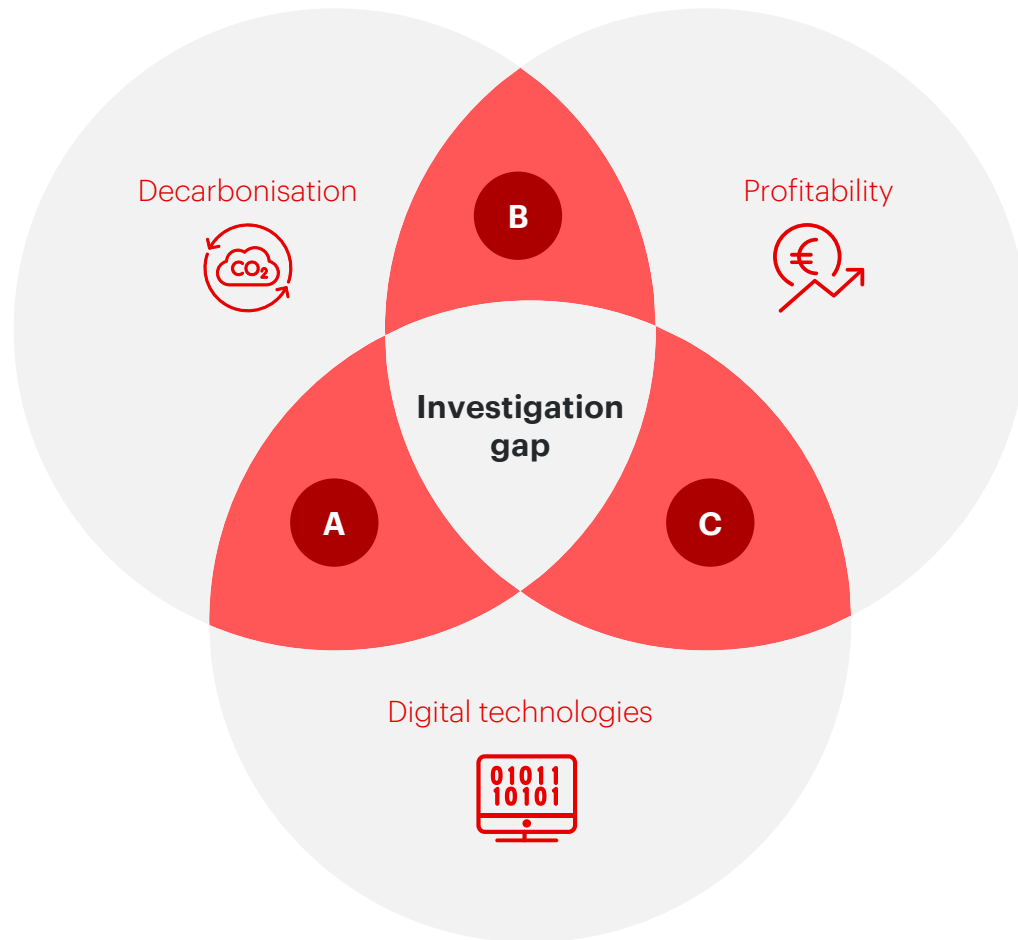 Decarbonisation
CO₂
Profitability
€
B
Investigation
gap
A
C
Digital technologies
01011
10101